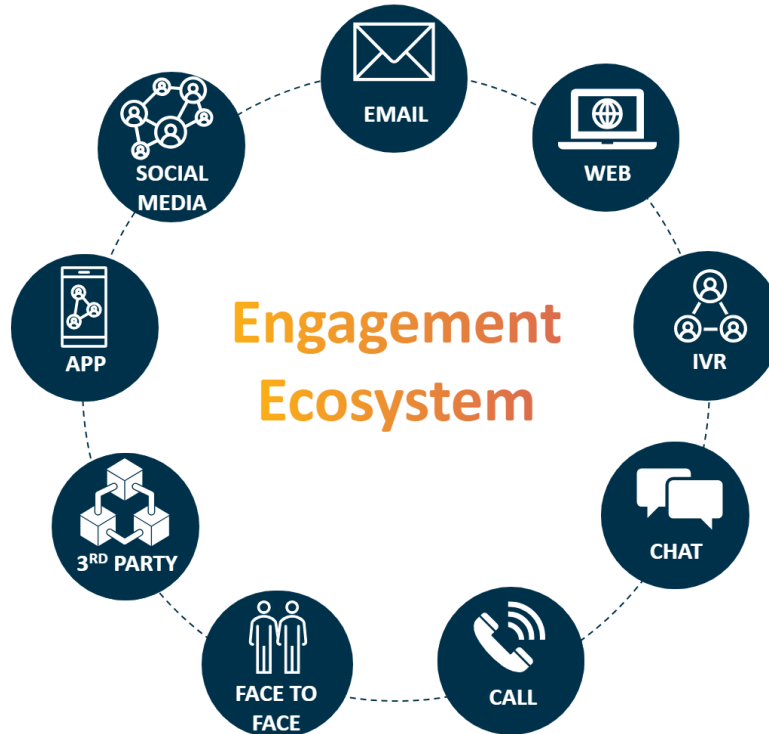 EMAIL
WEB
IVR
CHAT
CALL
FACE TO
FACE
3RD PARTY
APP
SOCIAL
MEDIA
Engagement
Ecosystem